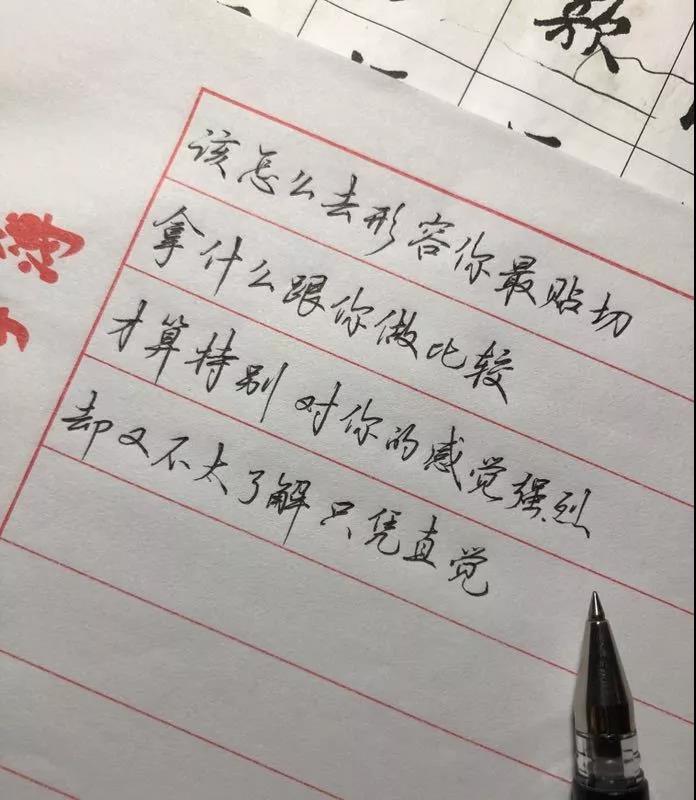 款
该怎么去形容你最贴切
拿什么跟你做比较
才算特别 对你的感觉强烈
却又不太了解 只凭直觉